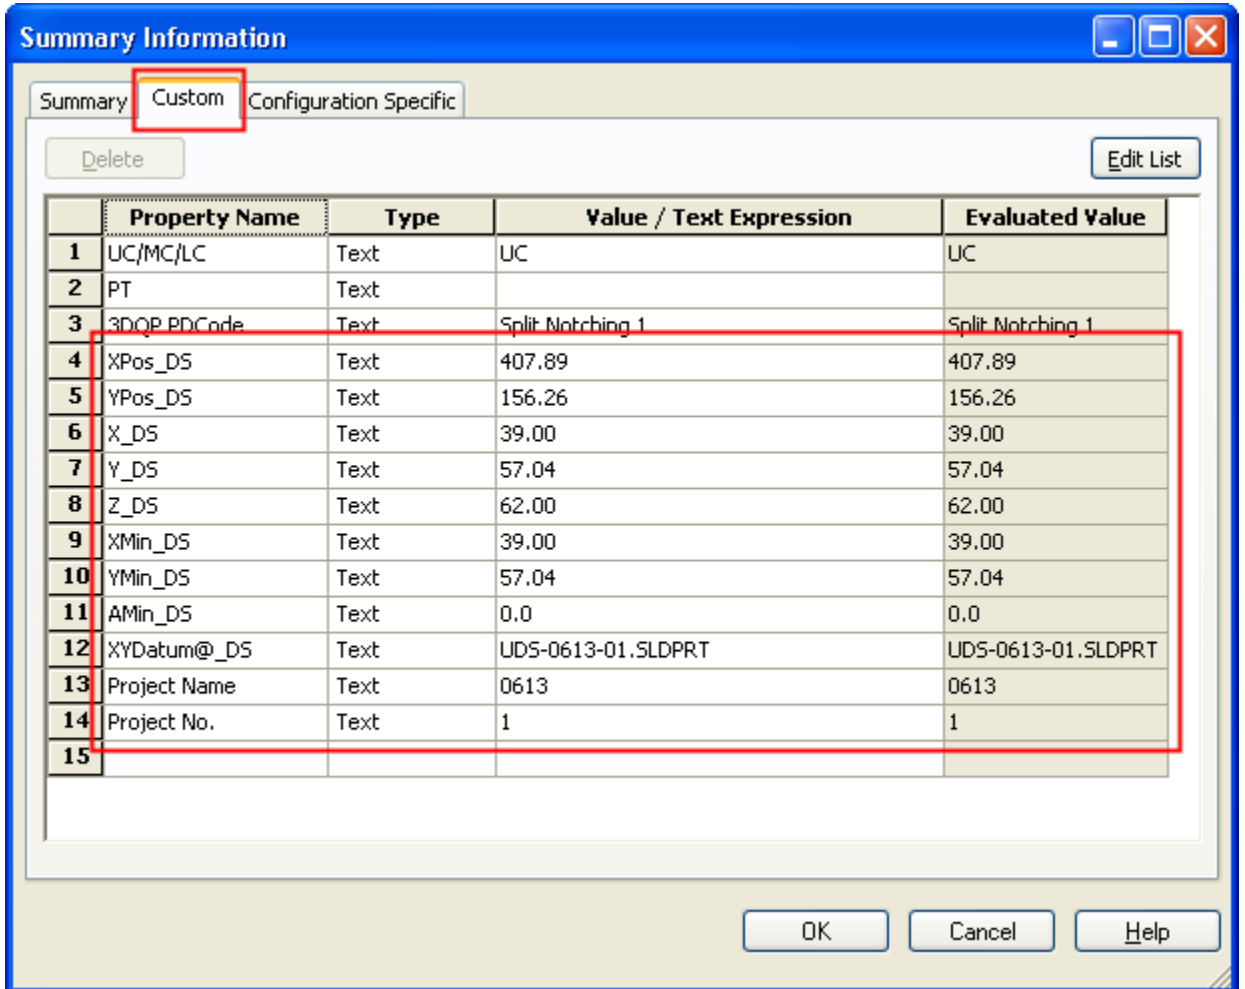 Summary Information
Summary Custom Configuration Specific
Delete Edit List
Property Name Type Value / Text Expression Evaluated Value
1 UC/MC/LC Text UC UC
2 PT Text
3 3DQP PDCode Text Split Notching 1 Split Notching 1
4 XPos_DS Text 407.89 407.89
5 YPos_DS Text 156.26 156.26
6 X_DS Text 39.00 39.00
7 Y_DS Text 57.04 57.04
8 Z_DS Text 62.00 62.00
9 XMin_DS Text 39.00 39.00
10 YMin_DS Text 57.04 57.04
11 AMin_DS Text 0.0 0.0
12 XYDatum@_DS Text UDS-0613-01.SLDPRT UDS-0613-01.SLDPRT
13 Project Name Text 0613 0613
14 Project No. Text 1 1
15
OK Cancel Help